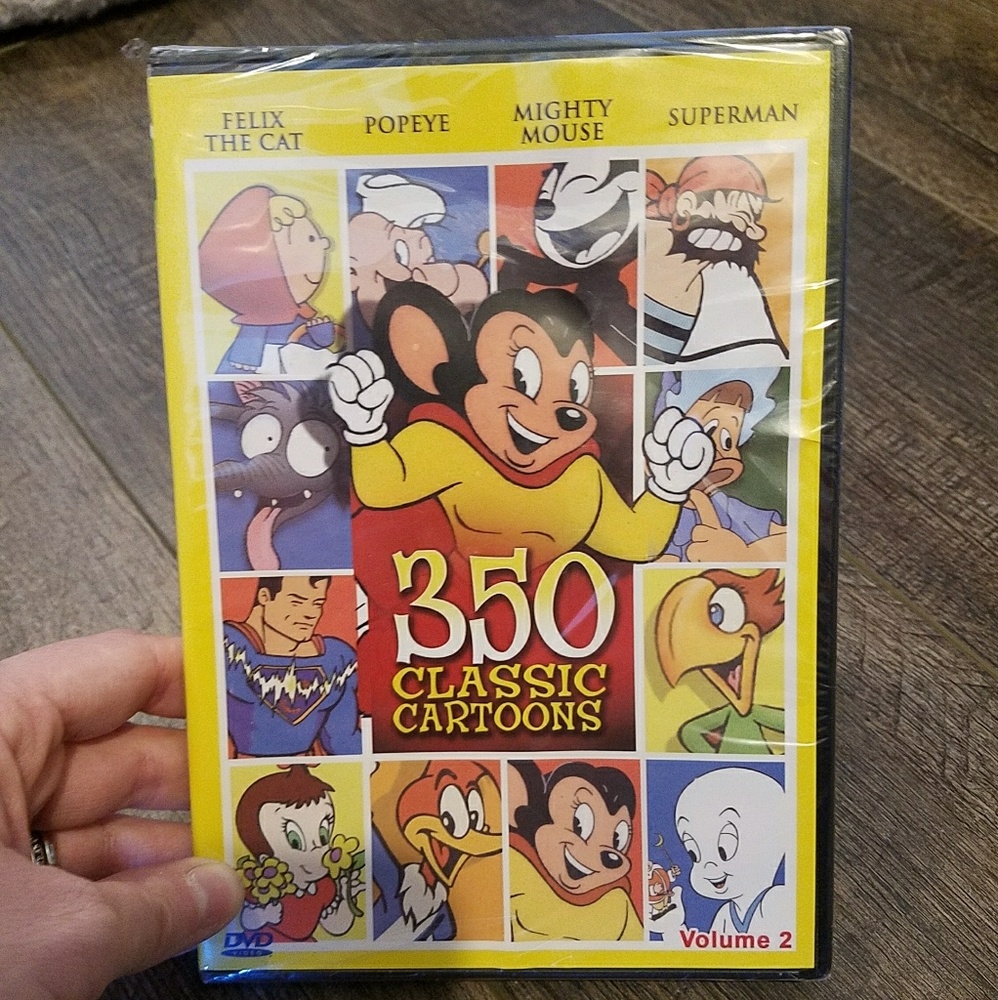 FELIX
THE CAT
POPEYE
MIGHTY
MOUSE
SUPERMAN
350
CLASSIC
CARTOONS
DVD
VIDEO
Volume 2